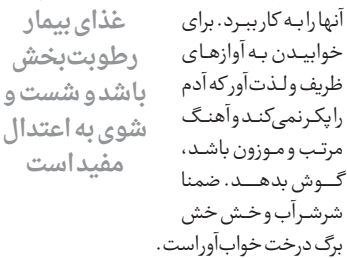 آنها را به کار ببرد. برای
خوابیدن به آوازهای
ظریف و لذت‌آور که آدم
را پکر نمی‌کند و آهنگ
مرتب و موزون باشد،
گوش بدهد. ضمنا
شرشر آب و خش خش
برگ درخت خواب‌آور است.
غذای بیمار
رطوبت‌بخش
باشد و شست و
شوی به اعتدال
مفید است